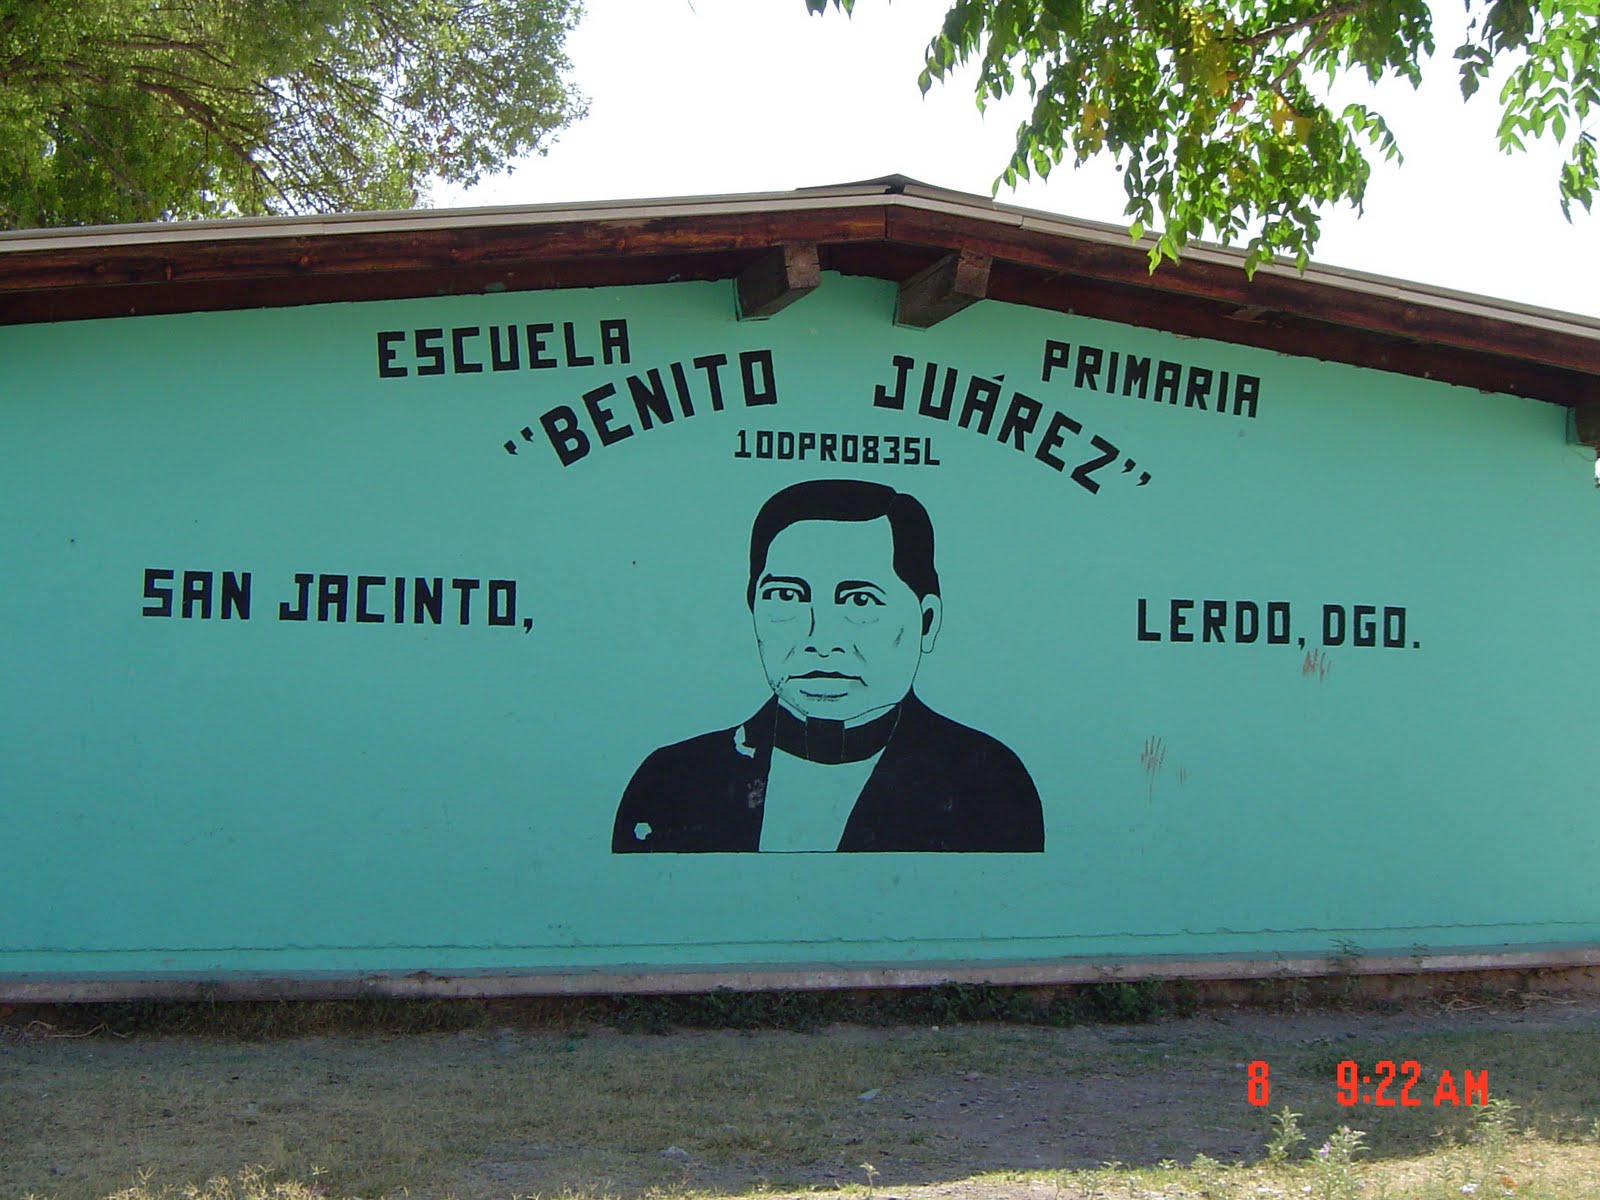 ESCUELA PRIMARIA
"BENITO JUÁREZ"
10DPR0835L
SAN JACINTO, LERDO, DGO.
8 9:22 AM